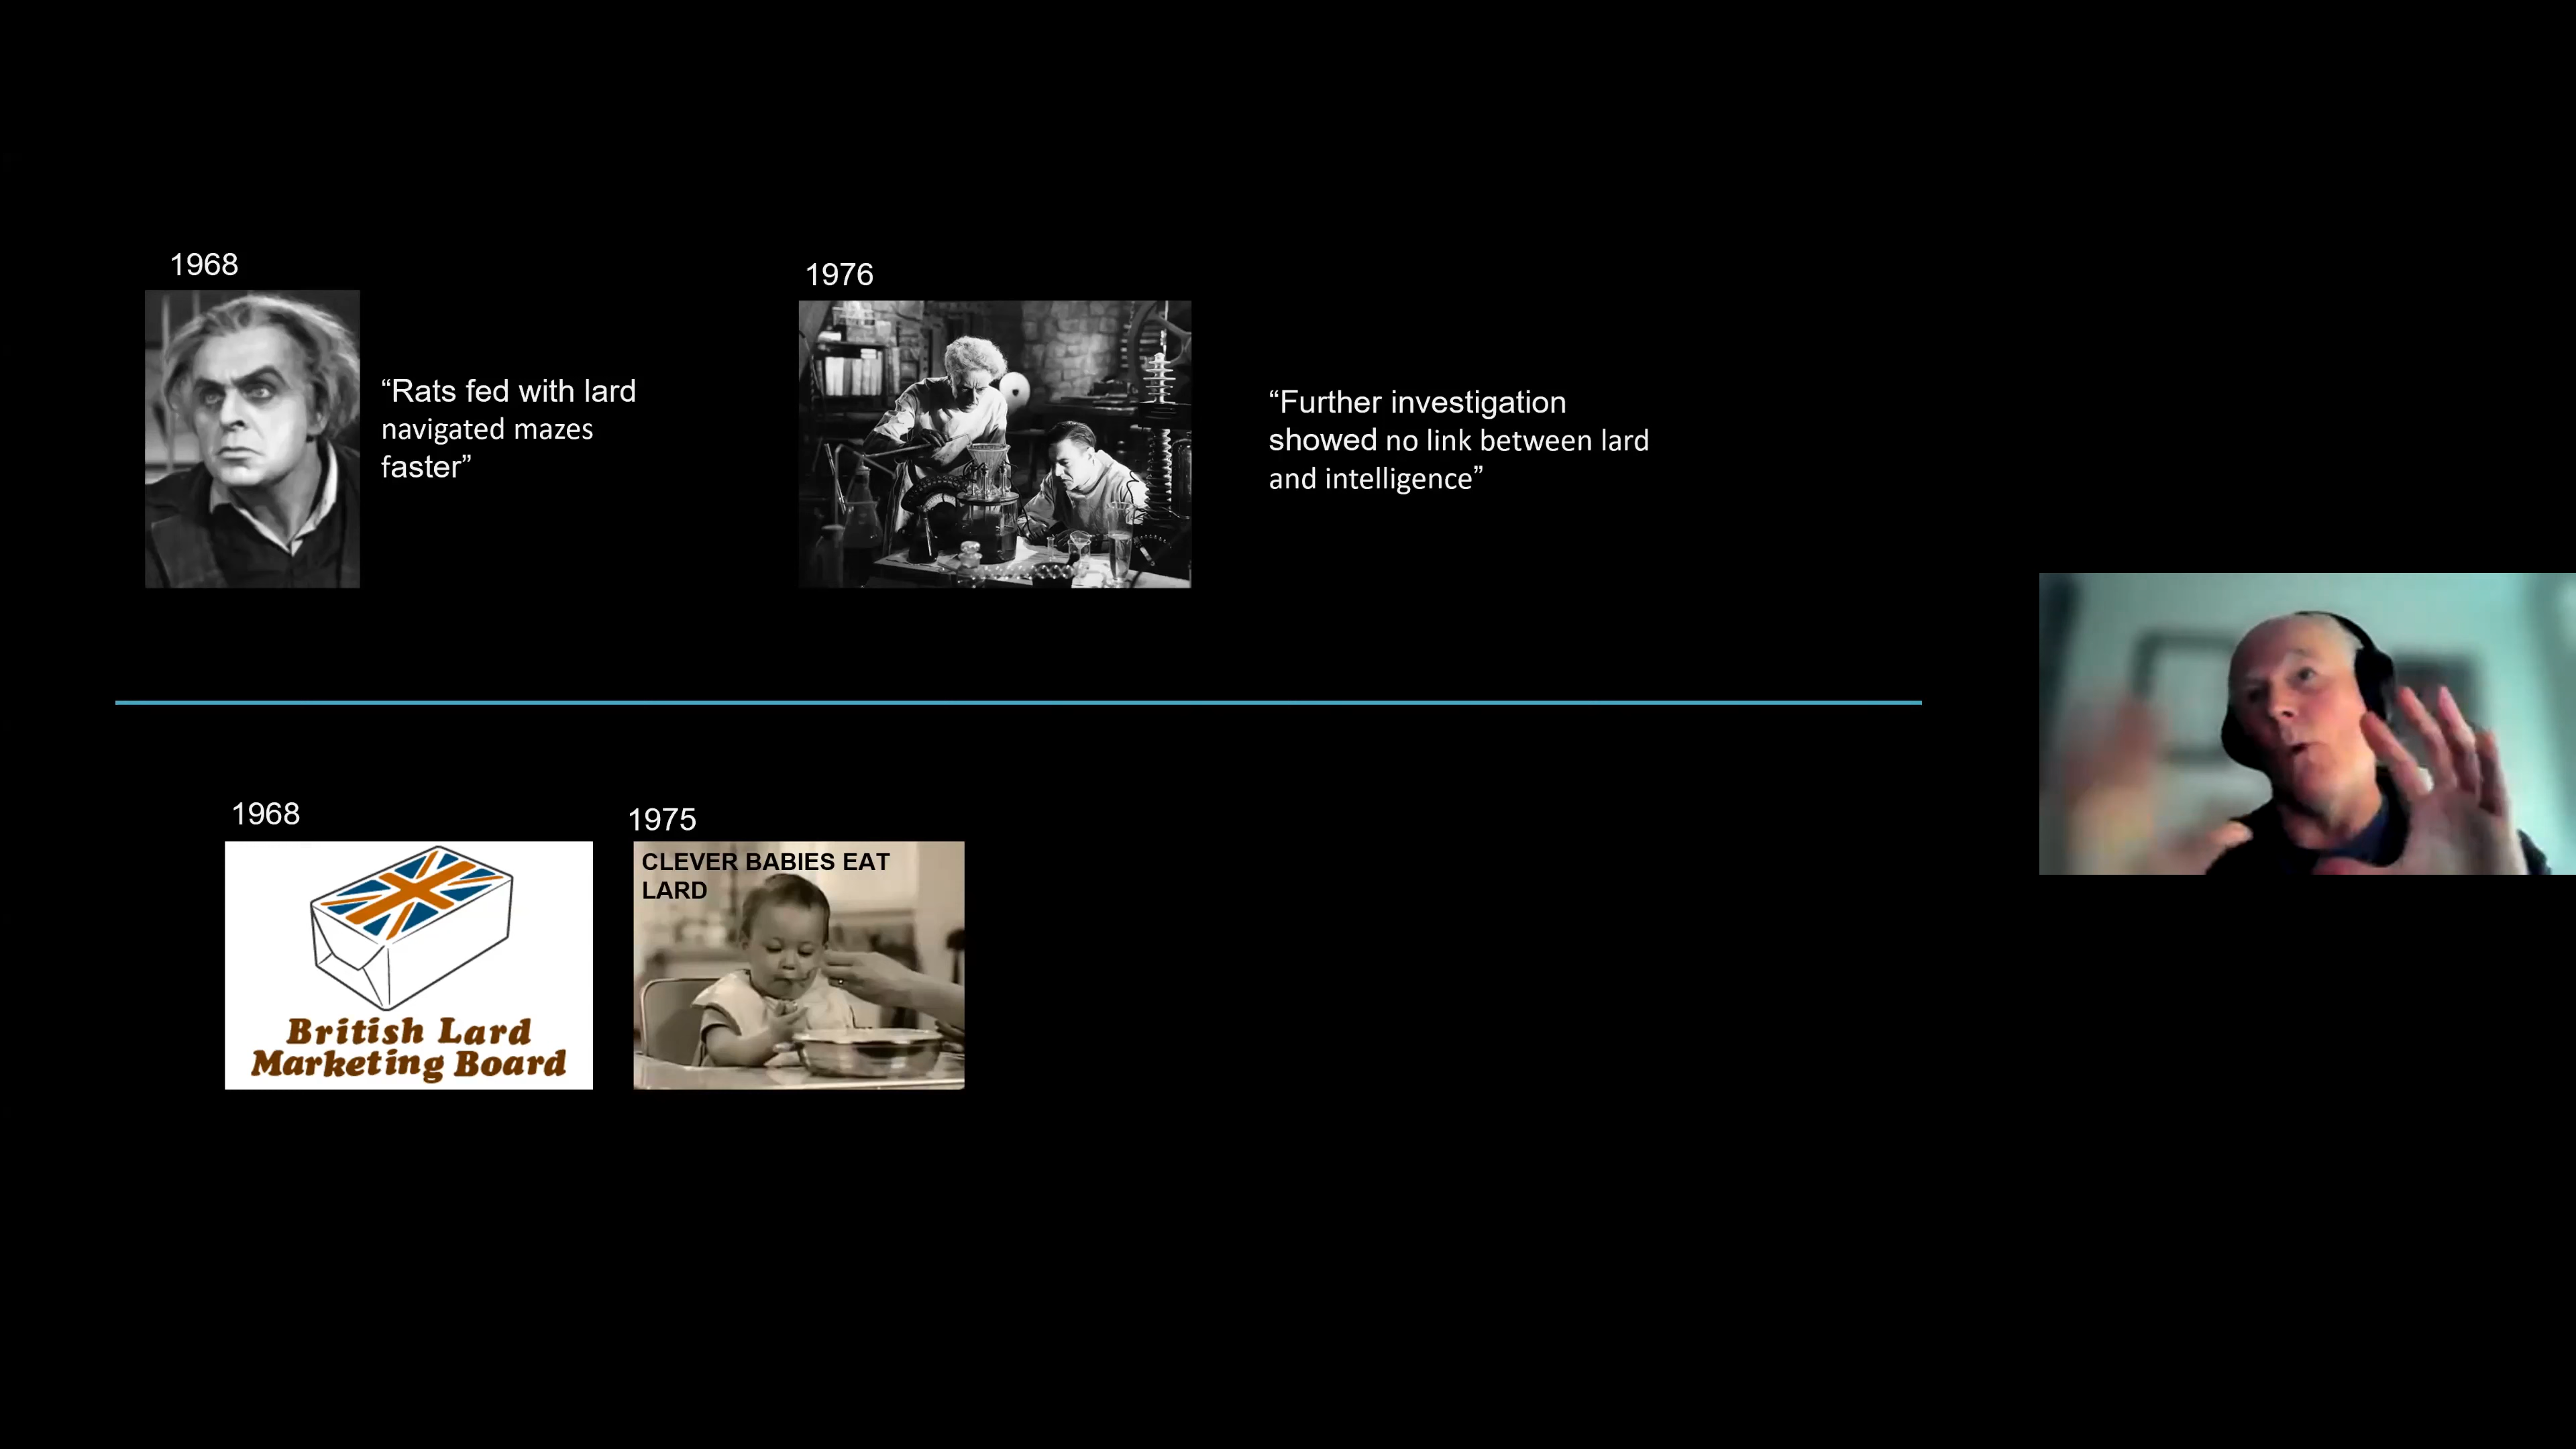 1968
“Rats fed with lard
navigated mazes
faster”
1976
“Further investigation
showed no link between lard
and intelligence”
1968
British Lard
Marketing Board
1975
CLEVER BABIES EAT
LARD